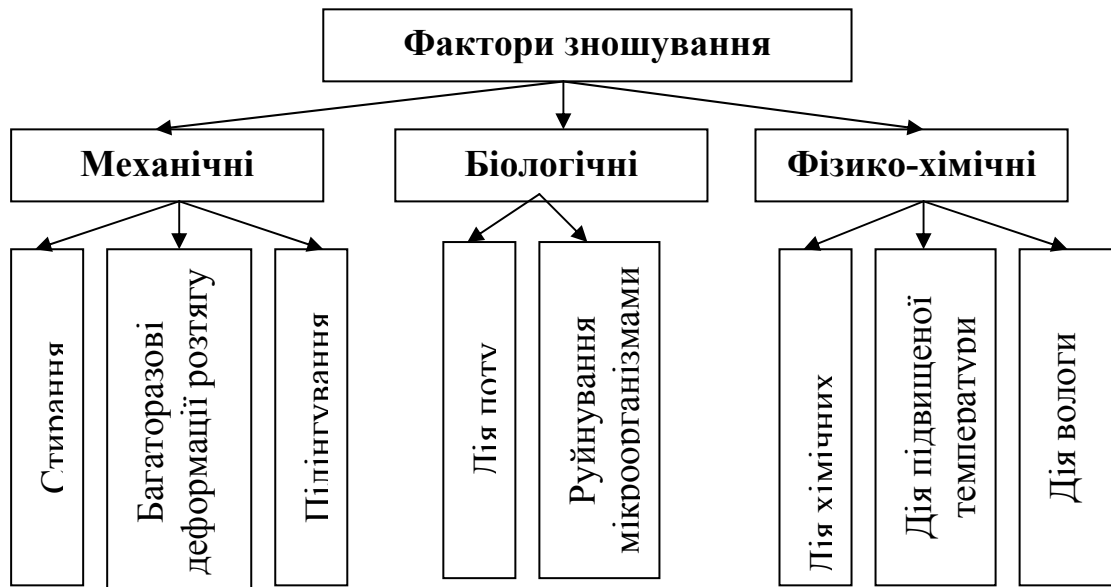 Фактори зношування
Механічні
Біологічні
Фізико-хімічні
Стирання
Багаторазові
деформації розтягу
Пілінгування
Дія поту
Руйнування
мікроорганізмами
Дія хімічних
Дія підвищеної
температури
Дія вологи